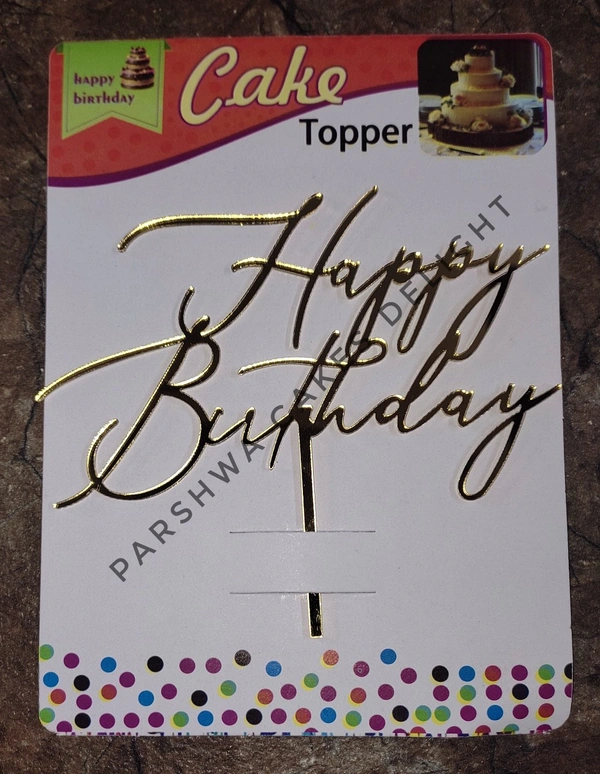 happy
birthday
Cake
Topper
Happy
Birthday
PARSHWA CAKES DELIGHT